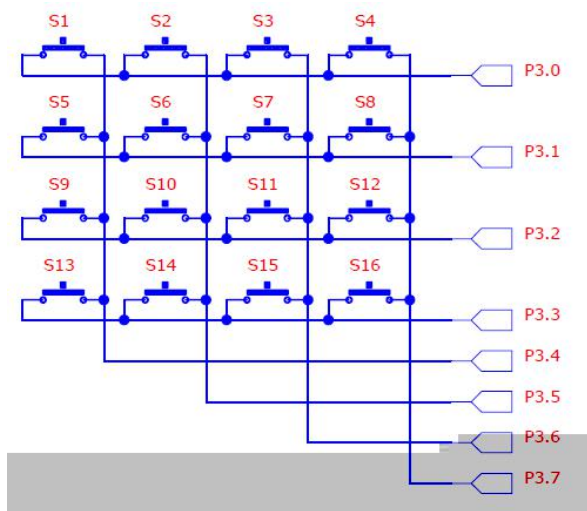 S1 S2 S3 S4
P3.0
S5 S6 S7 S8
P3.1
S9 S10 S11 S12
P3.2
S13 S14 S15 S16
P3.3
P3.4
P3.5
P3.6
P3.7